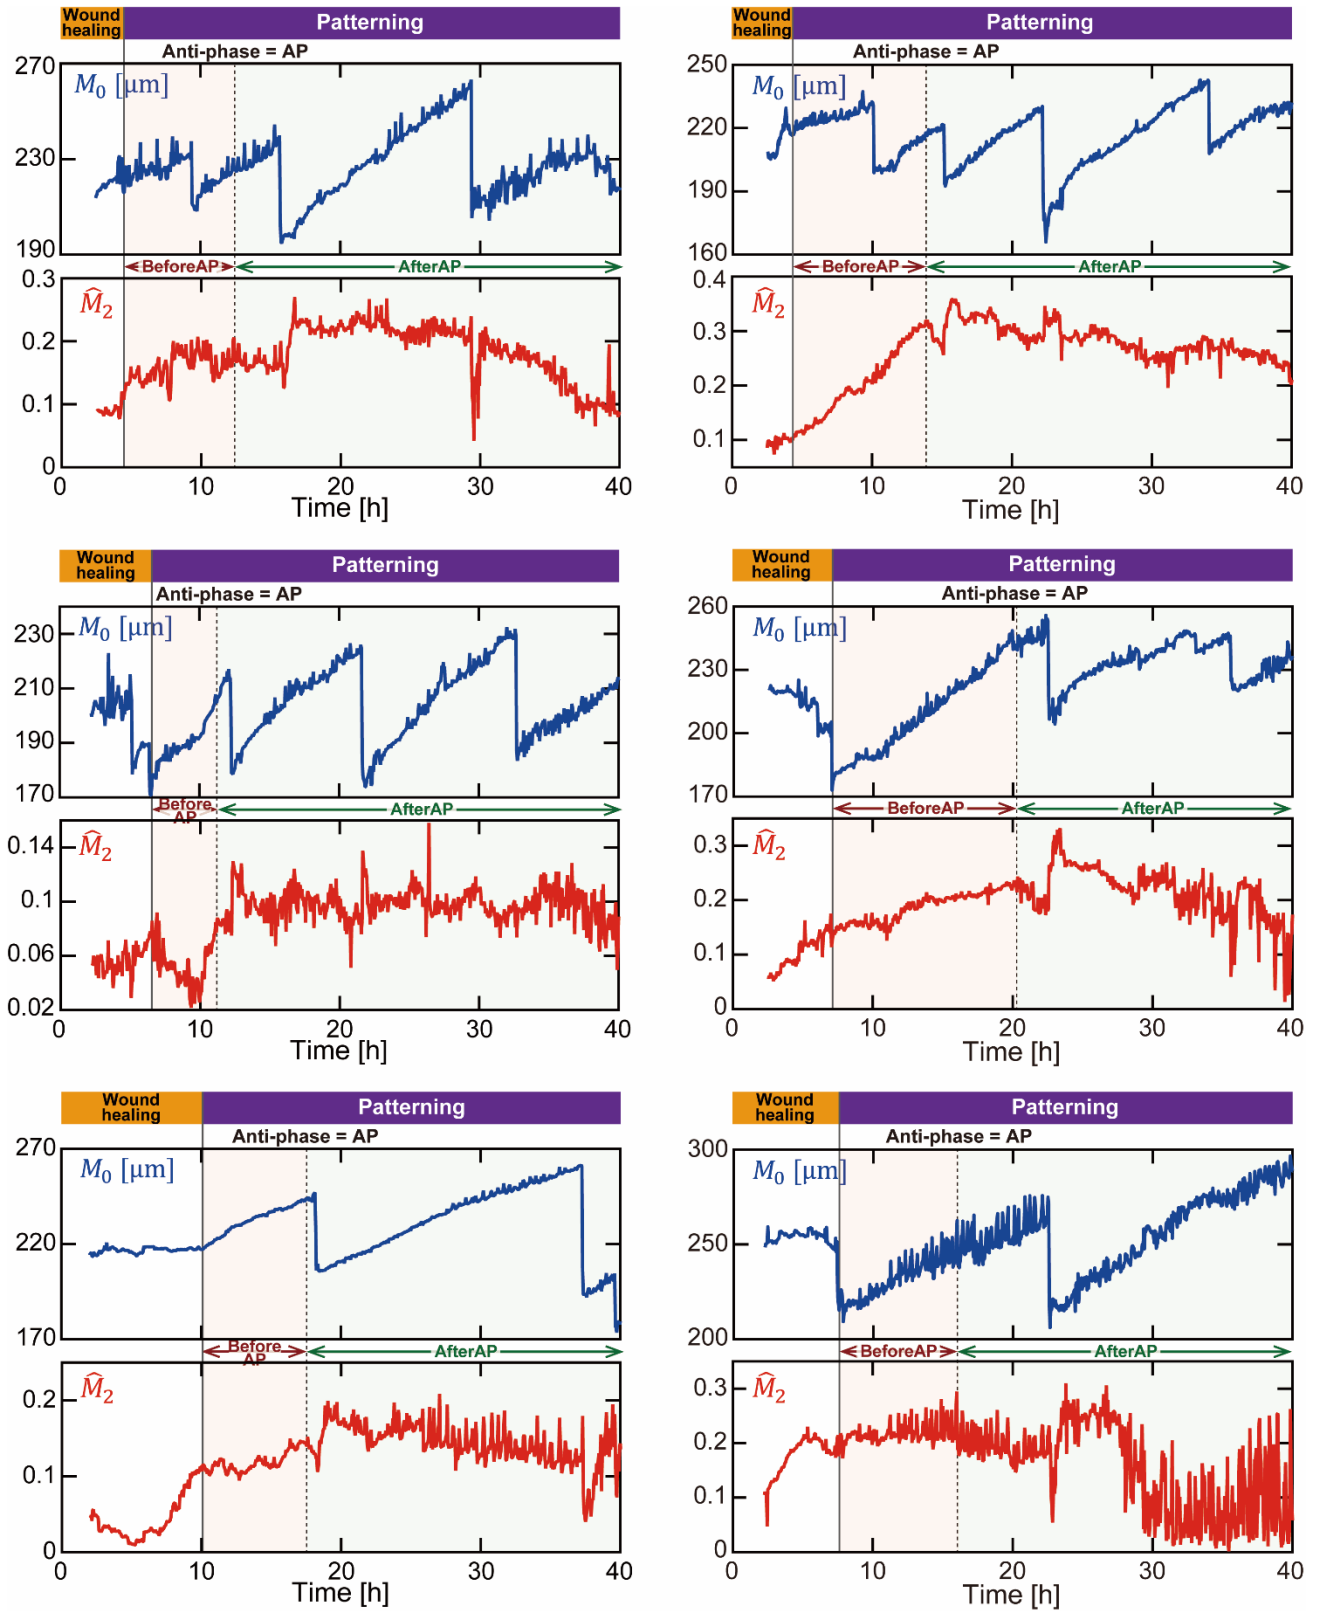 Wound
healing
Patterning
Anti-phase = AP
270
M₀ [μm]
230
190
BeforeAP
AfterAP
0.3
M̂₂
0.2
0.1
0
0 10 20 30 40
Time [h]
Wound
healing
Patterning
Anti-phase = AP
250
M₀ [μm]
220
190
160
BeforeAP
AfterAP
0.4
M̂₂
0.3
0.2
0.1
0 10 20 30 40
Time [h]
Wound
healing
Patterning
Anti-phase = AP
230
M₀ [μm]
210
190
170
Before
AP
AfterAP
0.14
M̂₂
0.1
0.06
0.02
0 10 20 30 40
Time [h]
Wound
healing
Patterning
Anti-phase = AP
260
M₀ [μm]
230
200
170
BeforeAP
AfterAP
0.3
M̂₂
0.2
0.1
0
0 10 20 30 40
Time [h]
Wound
healing
Patterning
Anti-phase = AP
270
M₀ [μm]
220
170
Before
AP
AfterAP
0.2
M̂₂
0.1
0
0 10 20 30 40
Time [h]
Wound
healing
Patterning
Anti-phase = AP
300
M₀ [μm]
250
200
BeforeAP
AfterAP
0.3
M̂₂
0.2
0.1
0
0 10 20 30 40
Time [h]